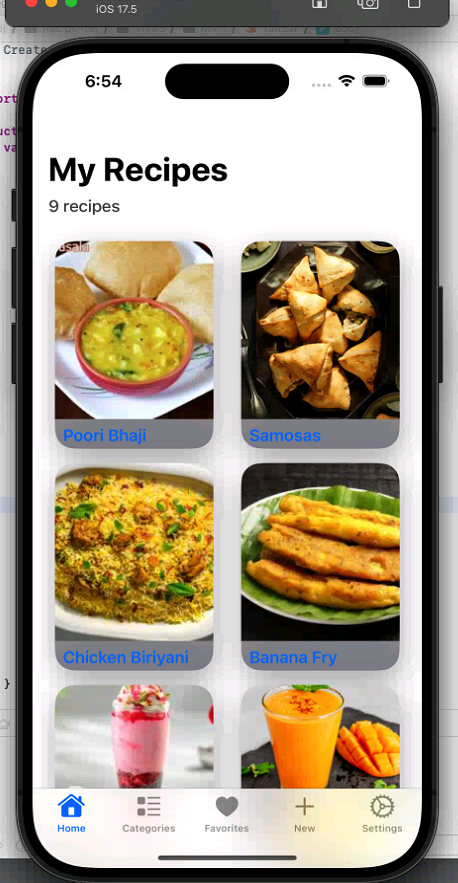 iOS 17.5
Create
6:54
My Recipes
9 recipes
Poori Bhaji
Samosas
Chicken Biriyani
Banana Fry
Home
Categories
Favorites
New
Settings
}